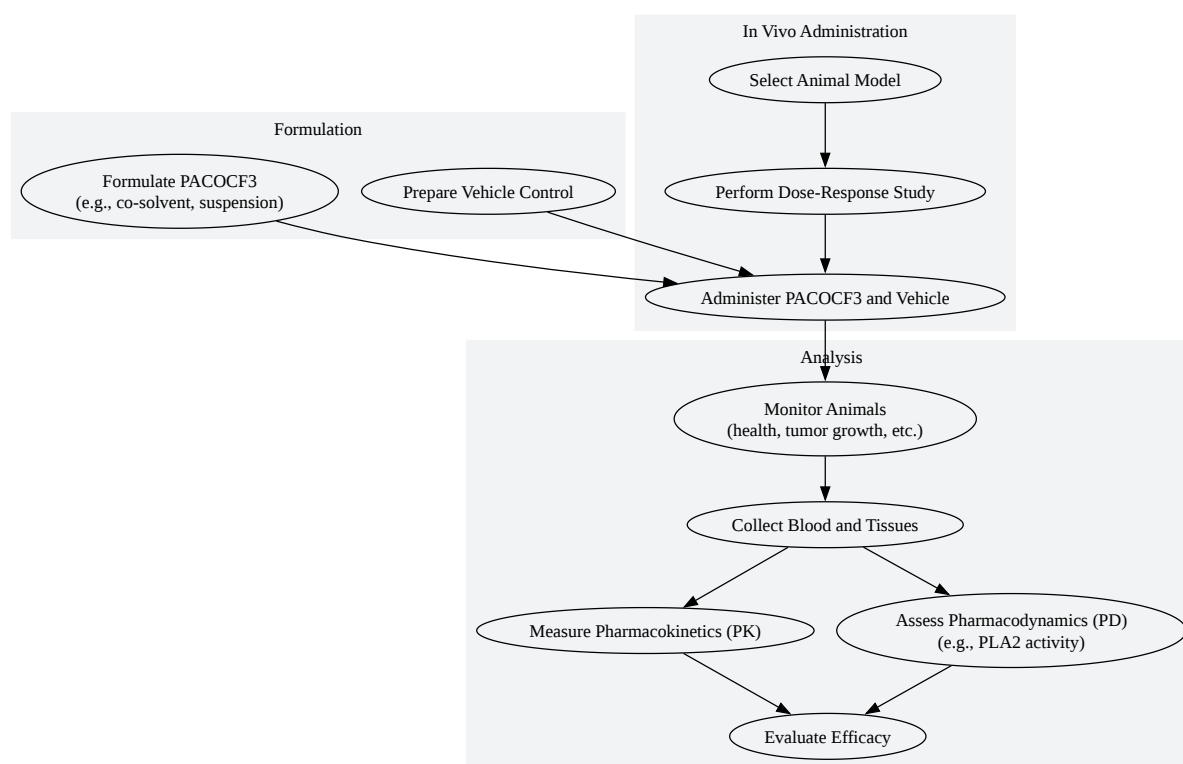 In Vivo Administration
Select Animal Model
Formulation
Formulate PACOCF3
(e.g., co-solvent, suspension)
Prepare Vehicle Control
Perform Dose-Response Study
Administer PACOCF3 and Vehicle
Analysis
Monitor Animals
(health, tumor growth, etc.)
Collect Blood and Tissues
Measure Pharmacokinetics (PK)
Assess Pharmacodynamics (PD)
(e.g., PLA2 activity)
Evaluate Efficacy